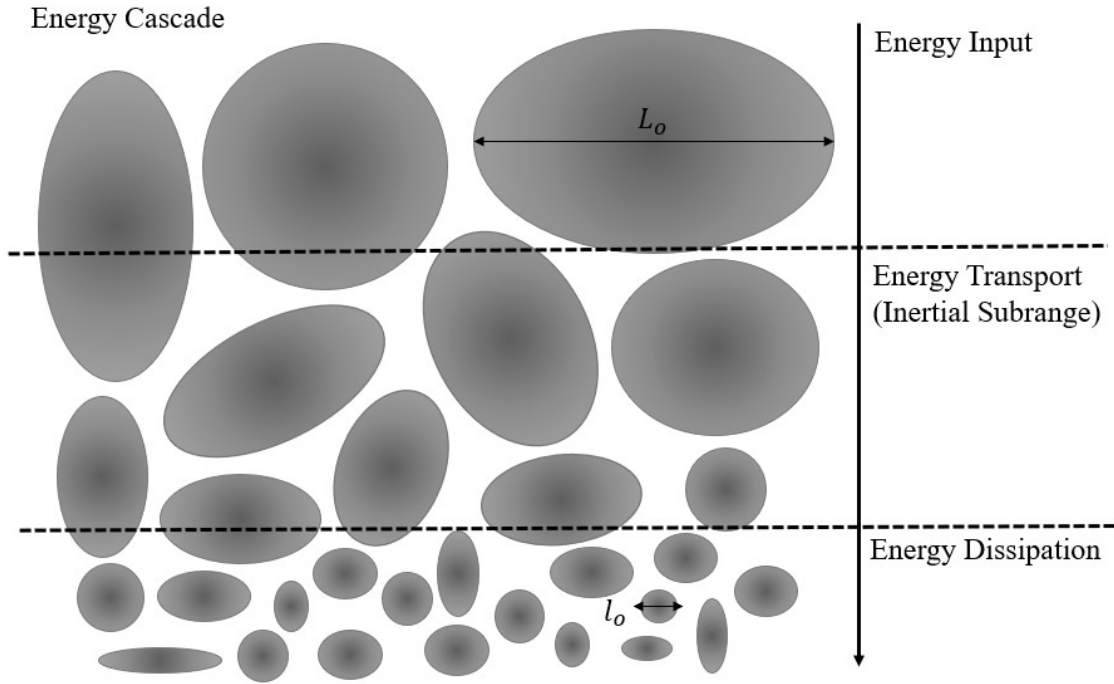 Energy Cascade
Energy Input
L_o
Energy Transport
(Inertial Subrange)
Energy Dissipation
l_o